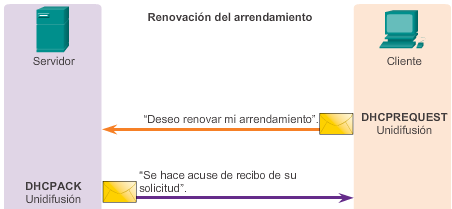 Renovación del arrendamiento
Servidor
Cliente
“Deseo renovar mi arrendamiento”.
DHCPREQUEST
Unidifusión
“Se hace acuse de recibo de su
solicitud”.
DHCPACK
Unidifusión